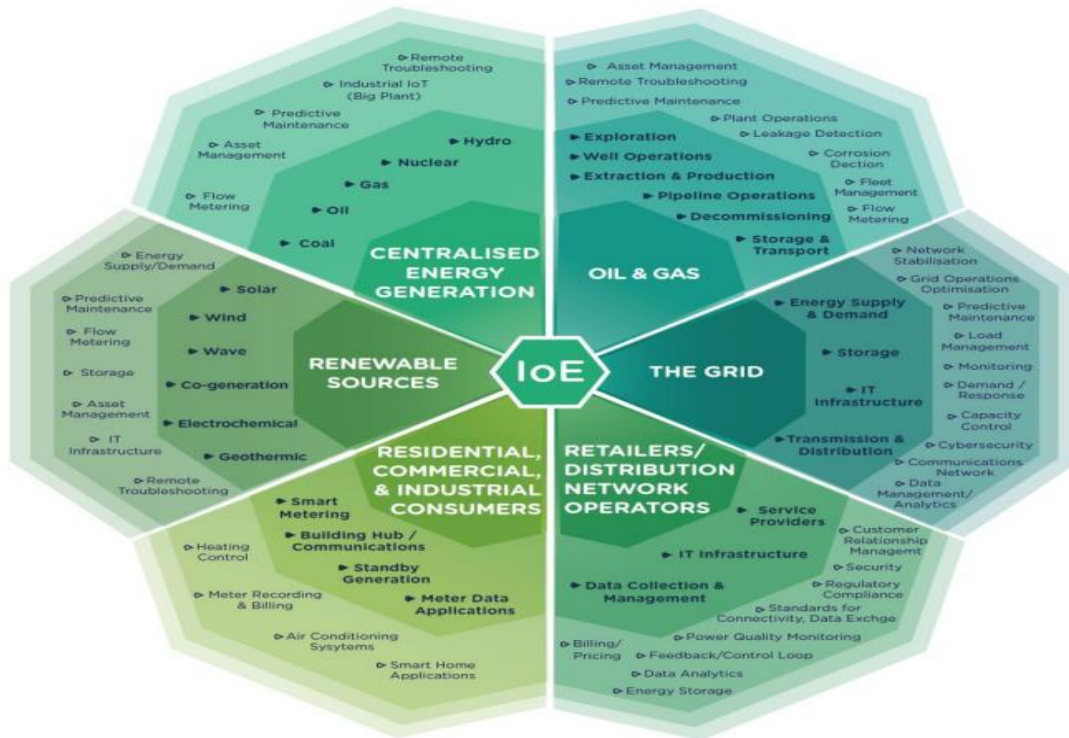 Remote
Troubleshooting
Industrial IoT
(Big Plant)
Predictive
Maintenance
Asset
Management
Flow
Metering
Hydro
Nuclear
Gas
Oil
Coal
CENTRALISED
ENERGY
GENERATION
Asset Management
Remote Troubleshooting
Predictive Maintenance
Plant Operations
Leakage Detection
Corrosion
Dection
Fleet
Management
Flow
Metering
Exploration
Well Operations
Extraction & Production
Pipeline Operations
Decommissioning
Storage &
Transport
OIL & GAS
Energy
Supply/Demand
Predictive
Maintenance
Flow
Metering
Storage
Asset
Management
IT
Infrastructure
Remote
Troubleshooting
Solar
Wind
Wave
Co-generation
Electrochemical
Geothermic
RENEWABLE
SOURCES
IoE
THE GRID
Energy Supply
& Demand
Storage
IT
Infrastructure
Transmission &
Distribution
Network
Stabilisation
Grid Operations
Optimisation
Predictive
Maintenance
Load
Management
Monitoring
Demand /
Response
Capacity
Control
Cybersecurity
Communications
Network
Data
Management/
Analytics
RESIDENTIAL,
COMMERCIAL,
& INDUSTRIAL
CONSUMERS
Smart
Metering
Building Hub /
Communications
Standby
Generation
Meter Data
Applications
Heating
Control
Meter Recording
& Billing
Air Conditioning
Sysytems
Smart Home
Applications
RETAILERS/
DISTRIBUTION
NETWORK
OPERATORS
Service
Providers
IT Infrastructure
Data Collection &
Management
Customer
Relationship
Managemt
Security
Regulatory
Compliance
Standards for
Connectivity, Data Exchge
Power Quality Monitoring
Billing/
Pricing
Feedback/Control Loop
Data Analytics
Energy Storage